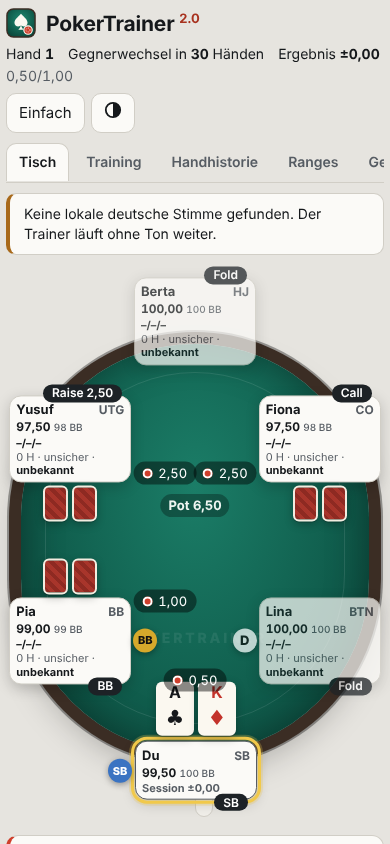 PokerTrainer 2.0
Hand 1 Gegnerwechsel in 30 Händen Ergebnis ±0,00
0,50/1,00
Einfach
Tisch Training Handhistorie Ranges Ge
Keine lokale deutsche Stimme gefunden. Der
Trainer läuft ohne Ton weiter.
Fold
Berta HJ
100,00 100 BB
–/–/–
0 H · unsicher ·
unbekannt
Raise 2,50
Yusuf UTG
97,50 98 BB
–/–/–
0 H · unsicher ·
unbekannt
Call
Fiona CO
97,50 98 BB
–/–/–
0 H · unsicher ·
unbekannt
2,50 2,50
Pot 6,50
1,00
Pia BB
99,00 99 BB
–/–/–
0 H · unsicher ·
unbekannt
BB
BB
D
Lina BTN
100,00 100 BB
–/–/–
0 H · unsicher ·
unbekannt
Fold
0,50
A K
Du SB
99,50 100 BB
Session ±0,00
SB
SB